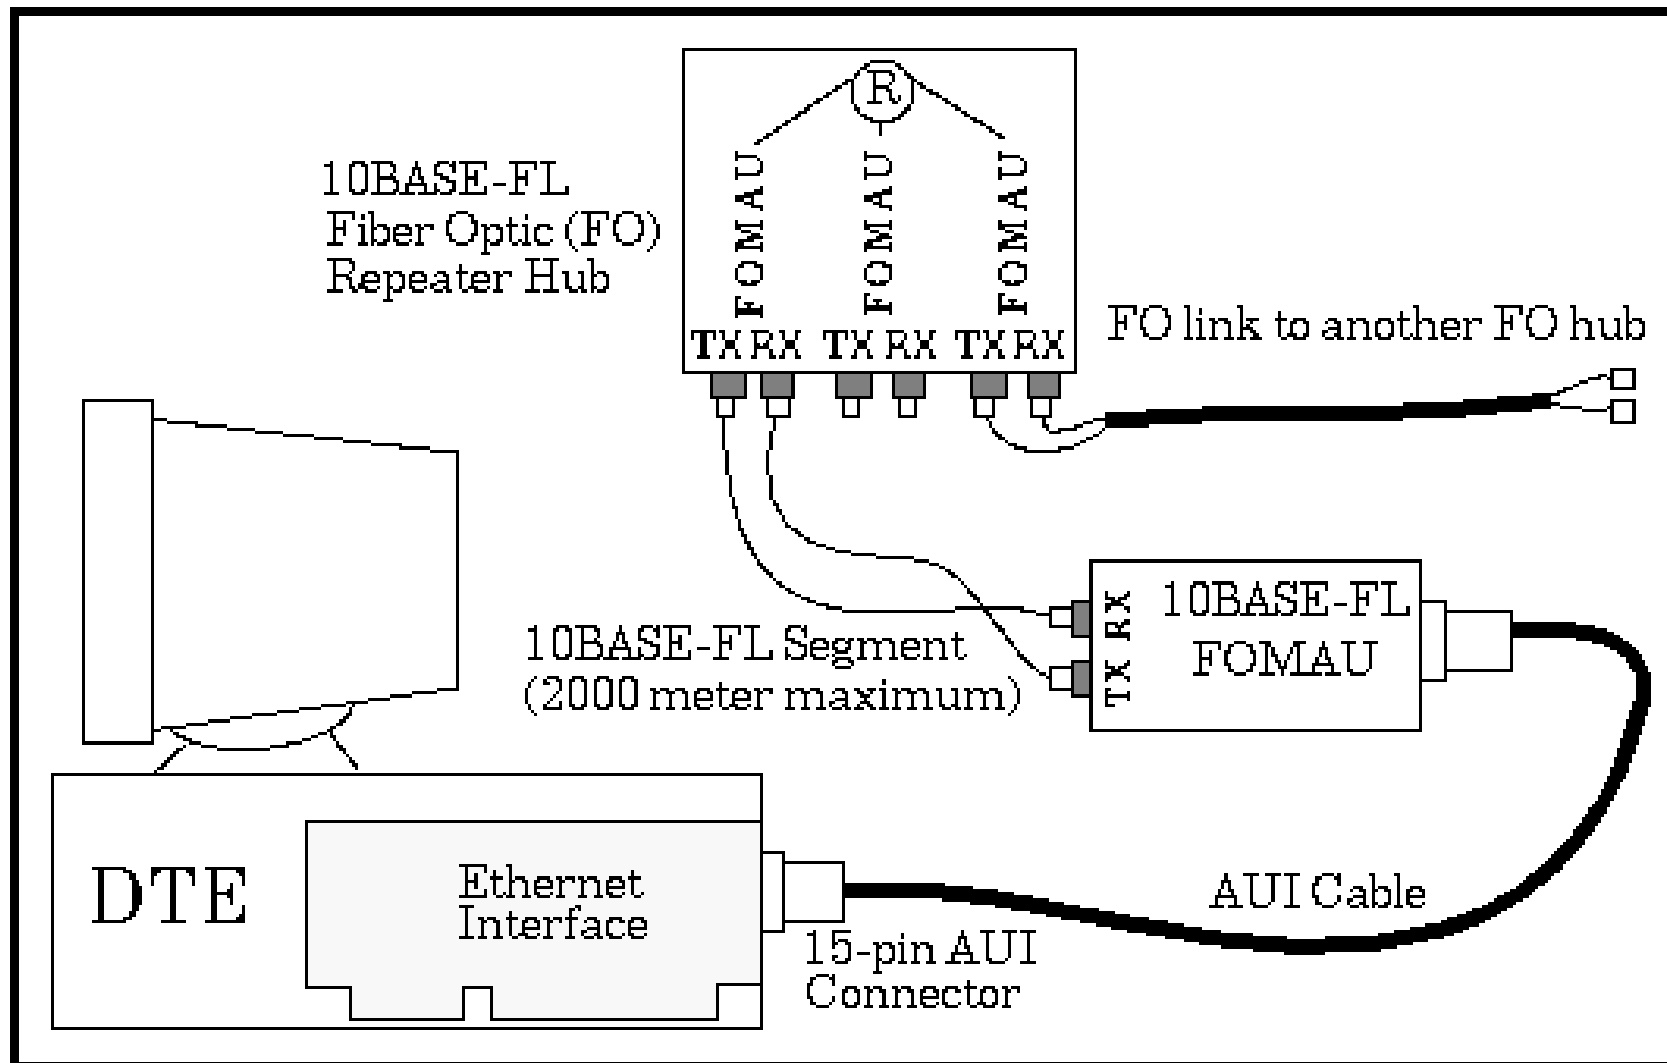 R
FOMAU FOMAU FOMAU
TX RX TX RX TX RX
10BASE-FL
Fiber Optic (FO)
Repeater Hub
FO link to another FO hub
10BASE-FL Segment
(2000 meter maximum)
RX
TX
10BASE-FL
FOMAU
DTE
Ethernet
Interface
15-pin AUI
Connector
AUI Cable